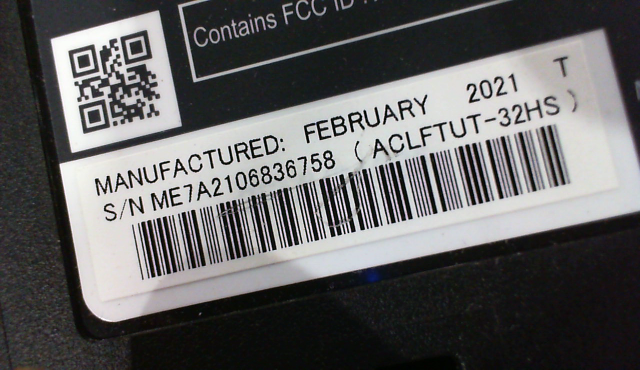 Contains FCC ID
MANUFACTURED: FEBRUARY 2021 T
S/N ME7A2106836758 ( ACLFTUT-32HS )